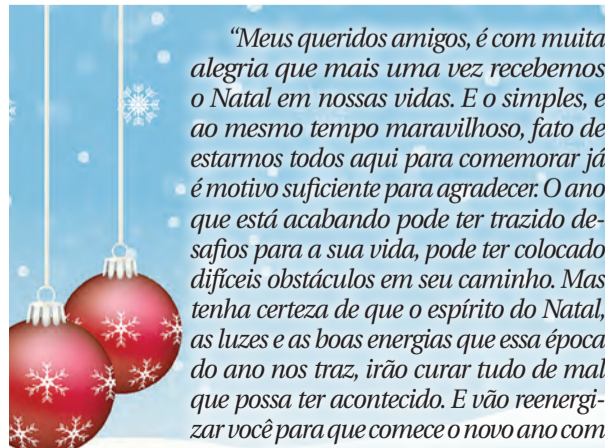 “Meus queridos amigos, é com muita
alegria que mais uma vez recebemos
o Natal em nossas vidas. E o simples, e
ao mesmo tempo maravilhoso, fato de
estarmos todos aqui para comemorar já
é motivo suficiente para agradecer. O ano
que está acabando pode ter trazido de-
safios para a sua vida, pode ter colocado
difíceis obstáculos em seu caminho. Mas
tenha certeza de que o espírito do Natal,
as luzes e as boas energias que essa época
do ano nos traz, irão curar tudo de mal
que possa ter acontecido. E vão reenergi-
zar você para que comece o novo ano com